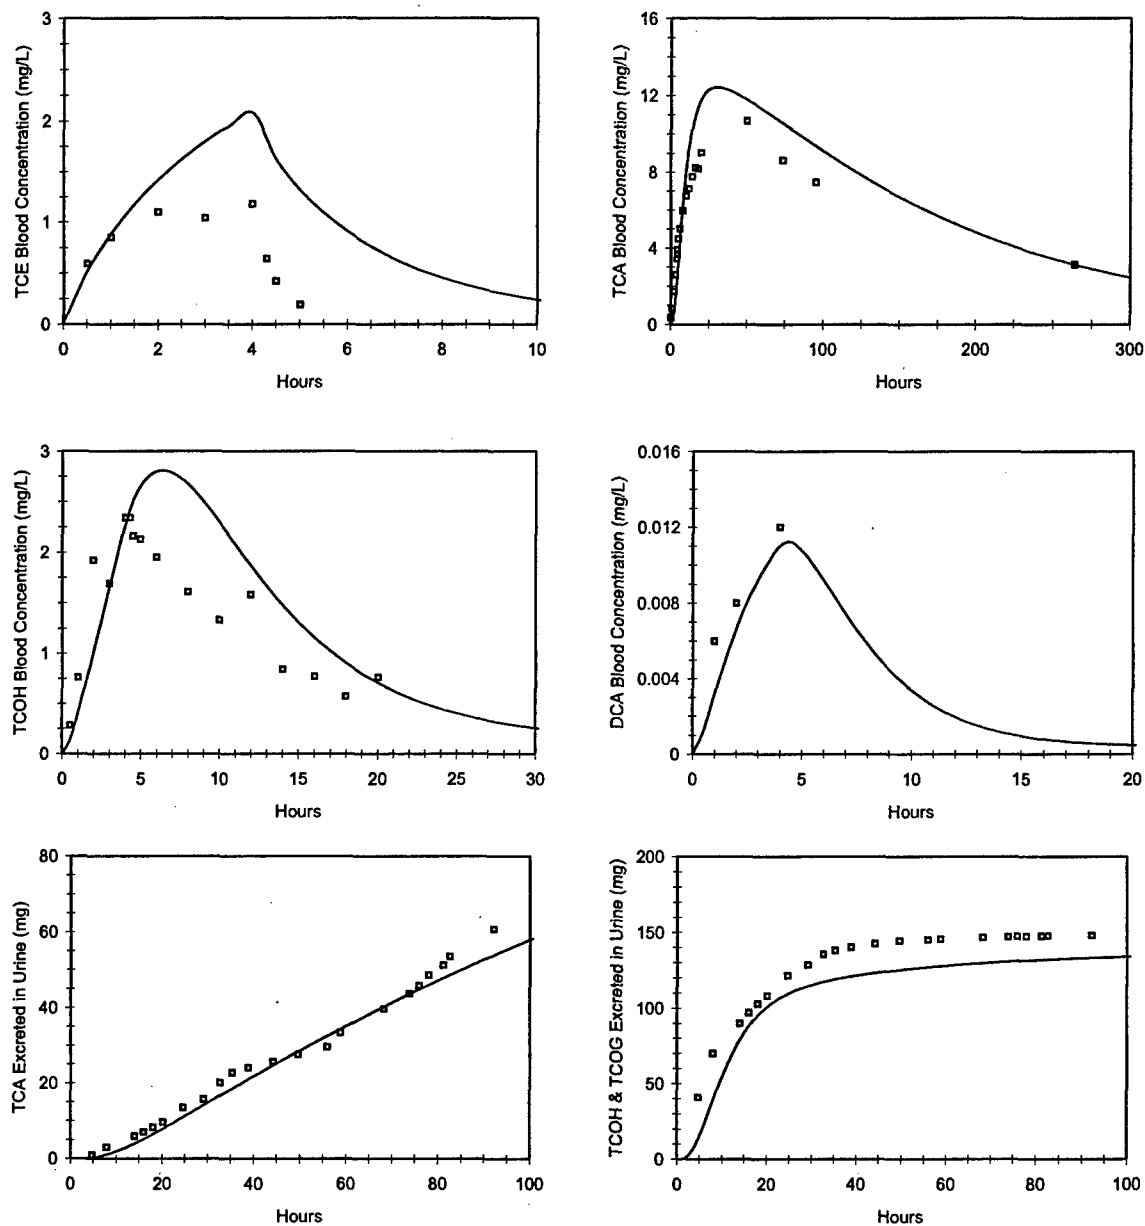 TCE Blood Concentration (mg/L)
3
2
1
0
0 2 4 6 8 10
Hours
TCA Blood Concentration (mg/L)
16
12
8
4
0
0 100 200 300
Hours
TCOH Blood Concentration (mg/L)
3
2
1
0
0 5 10 15 20 25 30
Hours
DCA Blood Concentration (mg/L)
0.016
0.012
0.008
0.004
0
0 5 10 15 20
Hours
TCA Excreted in Urine (mg)
80
60
40
20
0
0 20 40 60 80 100
Hours
TCOH & TCOG Excreted in Urine (mg)
200
150
100
50
0
0 20 40 60 80 100
Hours